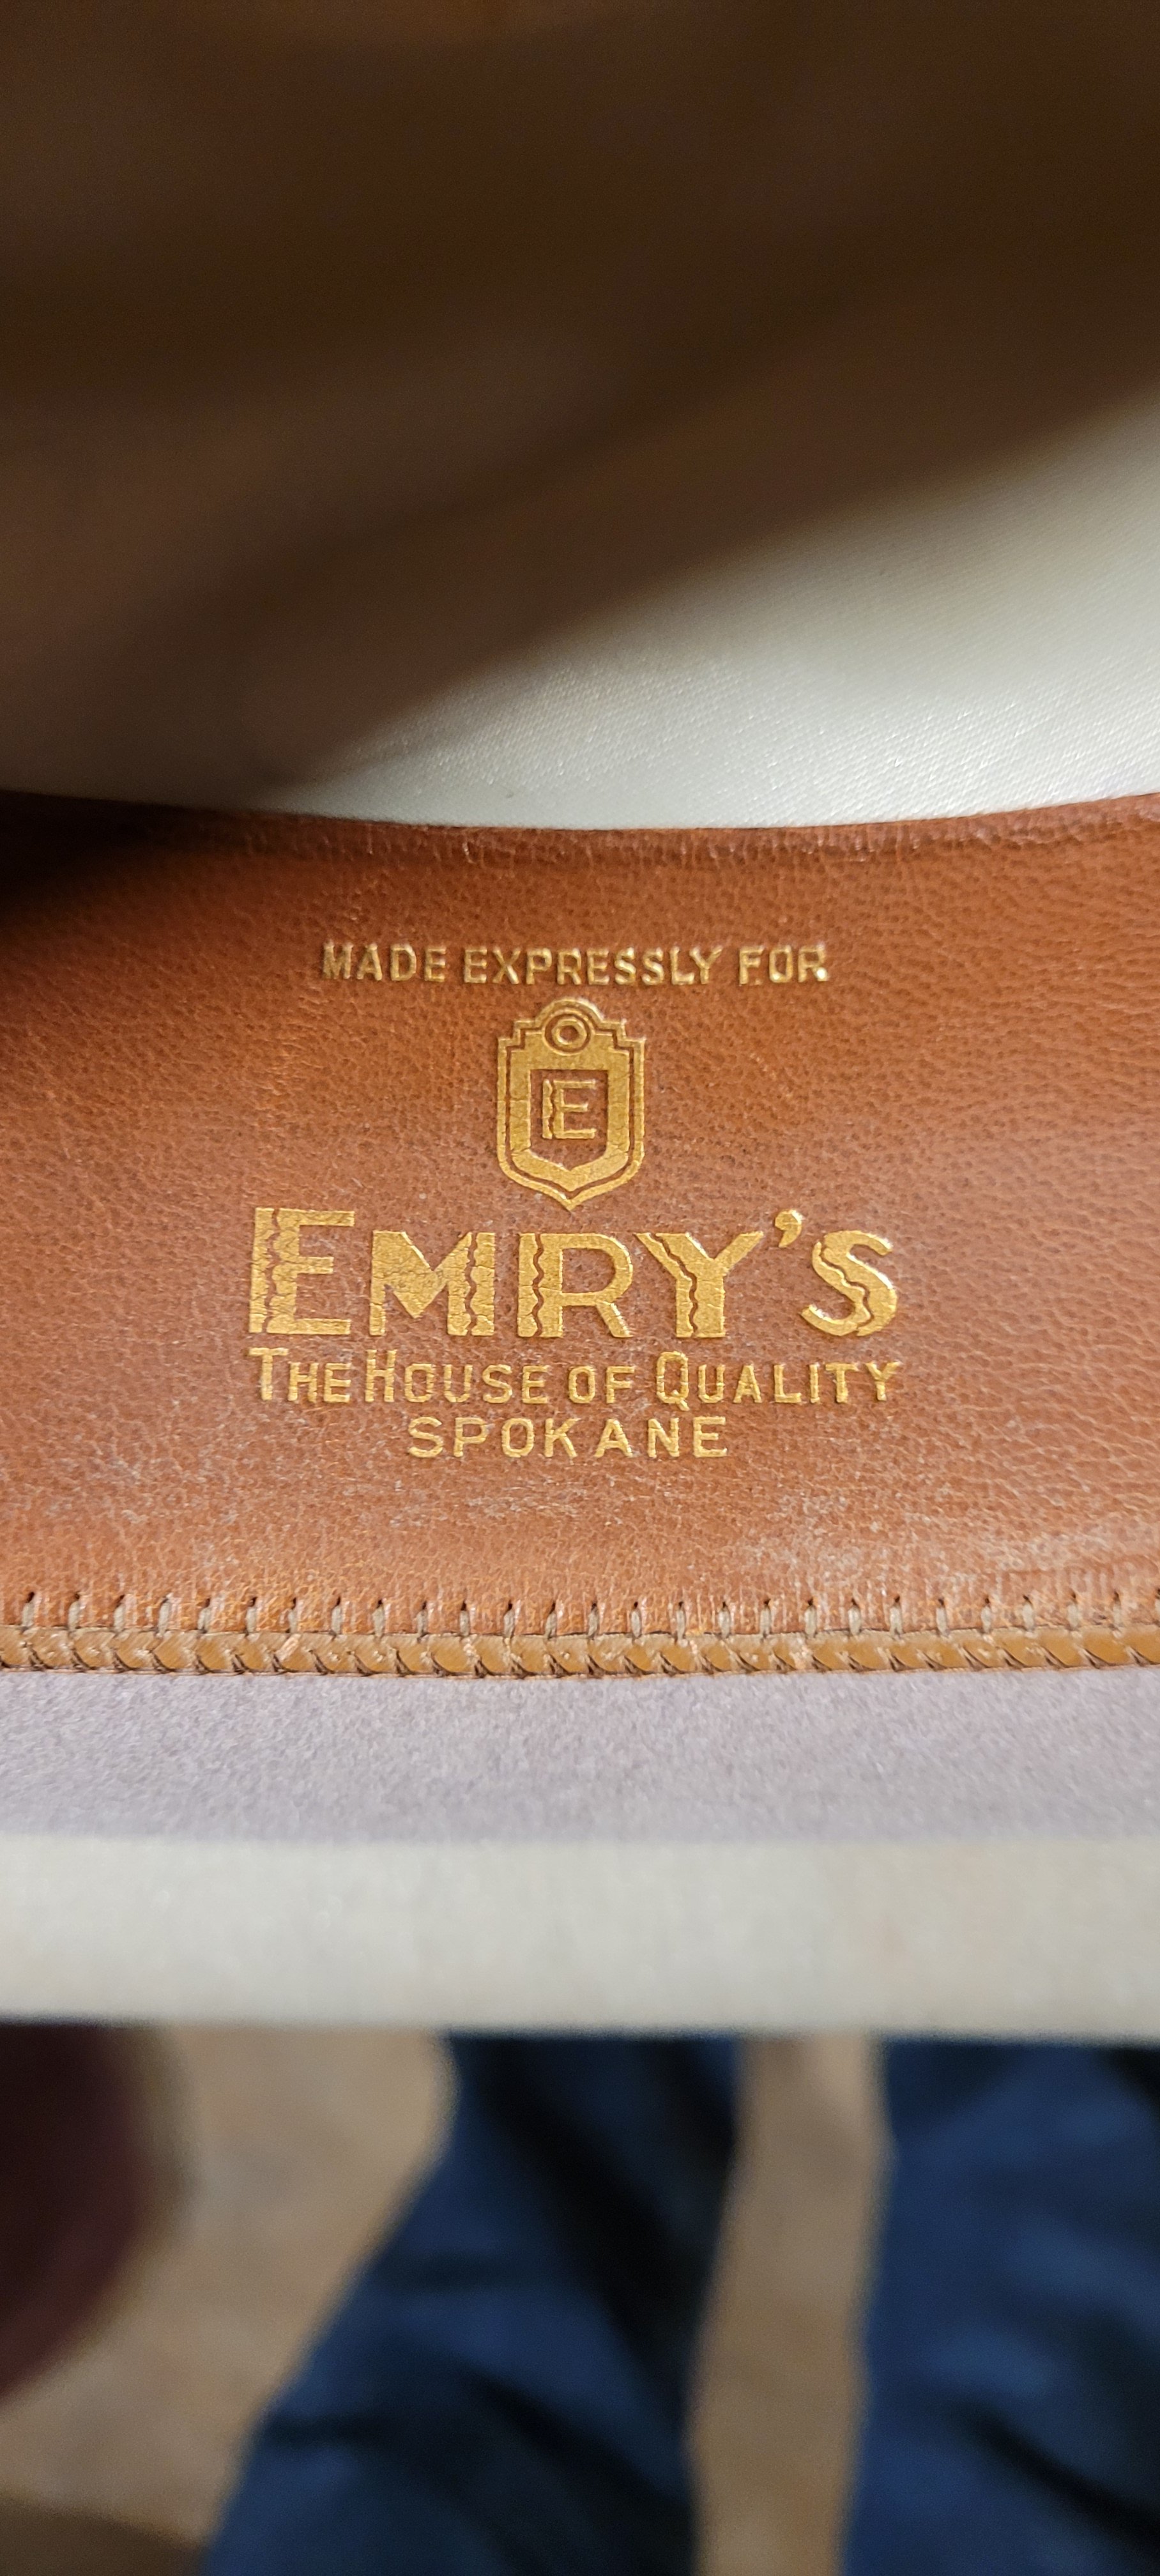 MADE EXPRESSLY FOR
E
EMRY'S
THE HOUSE OF QUALITY
SPOKANE